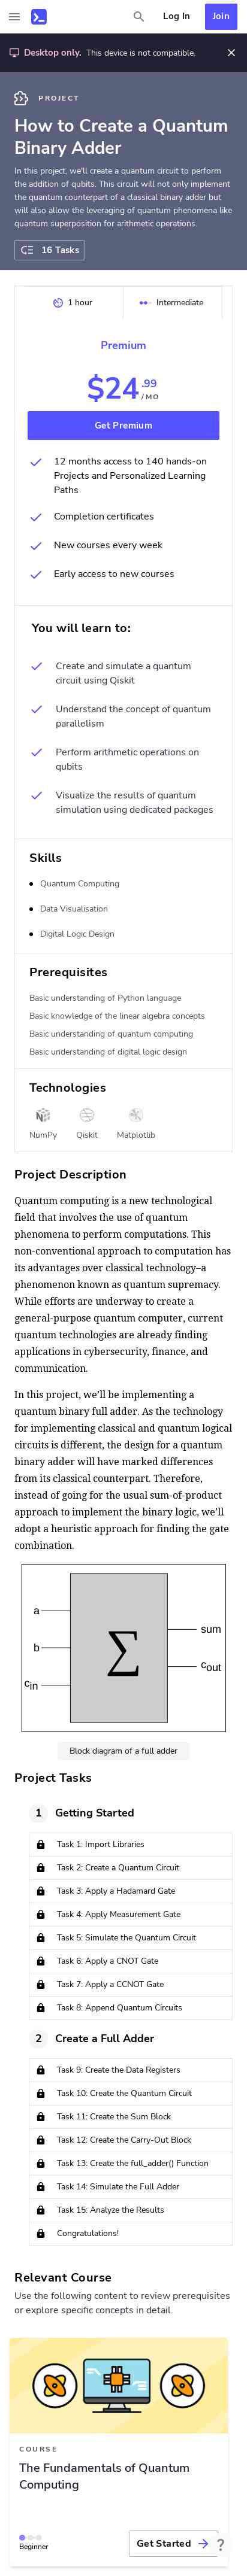 Log In
Join
Desktop only. This device is not compatible.
PROJECT
How to Create a Quantum
Binary Adder
In this project, we'll create a quantum circuit to perform
the addition of qubits. This circuit will not only implement
the quantum counterpart of a classical binary adder but
will also allow the leveraging of quantum phenomena like
quantum superposition for arithmetic operations.
16 Tasks
1 hour
Intermediate
Premium
$24.99
/ MO
Get Premium
12 months access to 140 hands-on
Projects and Personalized Learning
Paths
Completion certificates
New courses every week
Early access to new courses
You will learn to:
Create and simulate a quantum
circuit using Qiskit
Understand the concept of quantum
parallelism
Perform arithmetic operations on
qubits
Visualize the results of quantum
simulation using dedicated packages
Skills
Quantum Computing
Data Visualisation
Digital Logic Design
Prerequisites
Basic understanding of Python language
Basic knowledge of the linear algebra concepts
Basic understanding of quantum computing
Basic understanding of digital logic design
Technologies
NumPy
Qiskit
Matplotlib
Project Description
Quantum computing is a new technological
field that involves the use of quantum
phenomena to perform computations. This
non-conventional approach to computation has
its advantages over classical technology–a
phenomenon known as quantum supremacy.
While efforts are underway to create a
general-purpose quantum computer, current
quantum technologies are already finding
applications in cybersecurity, finance, and
communication.
In this project, we’ll be implementing a
quantum binary full adder. As the technology
for implementing classical and quantum logical
circuits is different, the design for a quantum
binary adder will have marked differences
from its classical counterpart. Therefore,
instead of going for the usual sum-of-product
approach to implement the binary logic, we’ll
adopt a heuristic approach for finding the gate
combination.
a
b
cin
Σ
sum
cout
Block diagram of a full adder
Project Tasks
1 Getting Started
Task 1: Import Libraries
Task 2: Create a Quantum Circuit
Task 3: Apply a Hadamard Gate
Task 4: Apply Measurement Gate
Task 5: Simulate the Quantum Circuit
Task 6: Apply a CNOT Gate
Task 7: Apply a CCNOT Gate
Task 8: Append Quantum Circuits
2 Create a Full Adder
Task 9: Create the Data Registers
Task 10: Create the Quantum Circuit
Task 11: Create the Sum Block
Task 12: Create the Carry-Out Block
Task 13: Create the full_adder() Function
Task 14: Simulate the Full Adder
Task 15: Analyze the Results
Congratulations!
Relevant Course
Use the following content to review prerequisites
or explore specific concepts in detail.
COURSE
The Fundamentals of Quantum
Computing
Beginner
Get Started
?